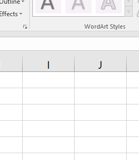 Outline
Effects
A A A
WordArt Styles
I J